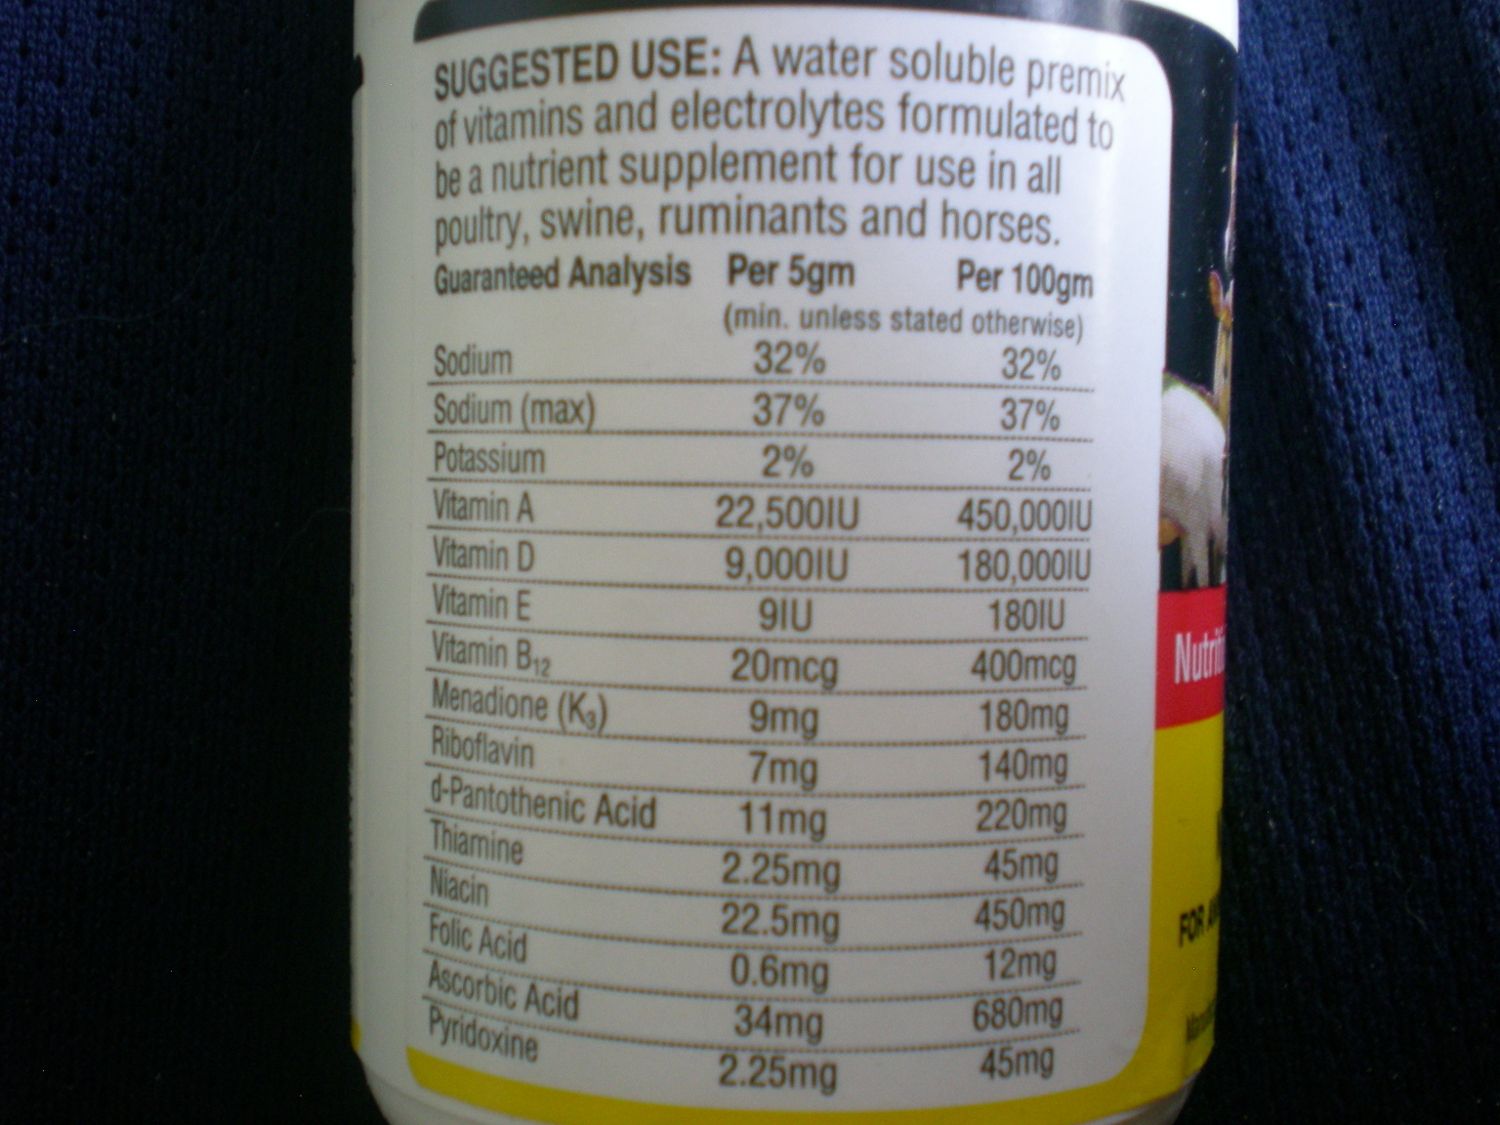 SUGGESTED USE: A water soluble premix
of vitamins and electrolytes formulated to
be a nutrient supplement for use in all
poultry, swine, ruminants and horses.
Guaranteed Analysis Per 5gm Per 100gm
(min. unless stated otherwise)
Sodium 32% 32%
Sodium (max) 37% 37%
Potassium 2% 2%
Vitamin A 22,500IU 450,000IU
Vitamin D 9,000IU 180,000IU
Vitamin E 9IU 180IU
Vitamin B12 20mcg 400mcg
Menadione (K3) 9mg 180mg
Riboflavin 7mg 140mg
d-Pantothenic Acid 11mg 220mg
Thiamine 2.25mg 45mg
Niacin 22.5mg 450mg
Folic Acid 0.6mg 12mg
Ascorbic Acid 34mg 680mg
Pyridoxine 2.25mg 45mg
FOR